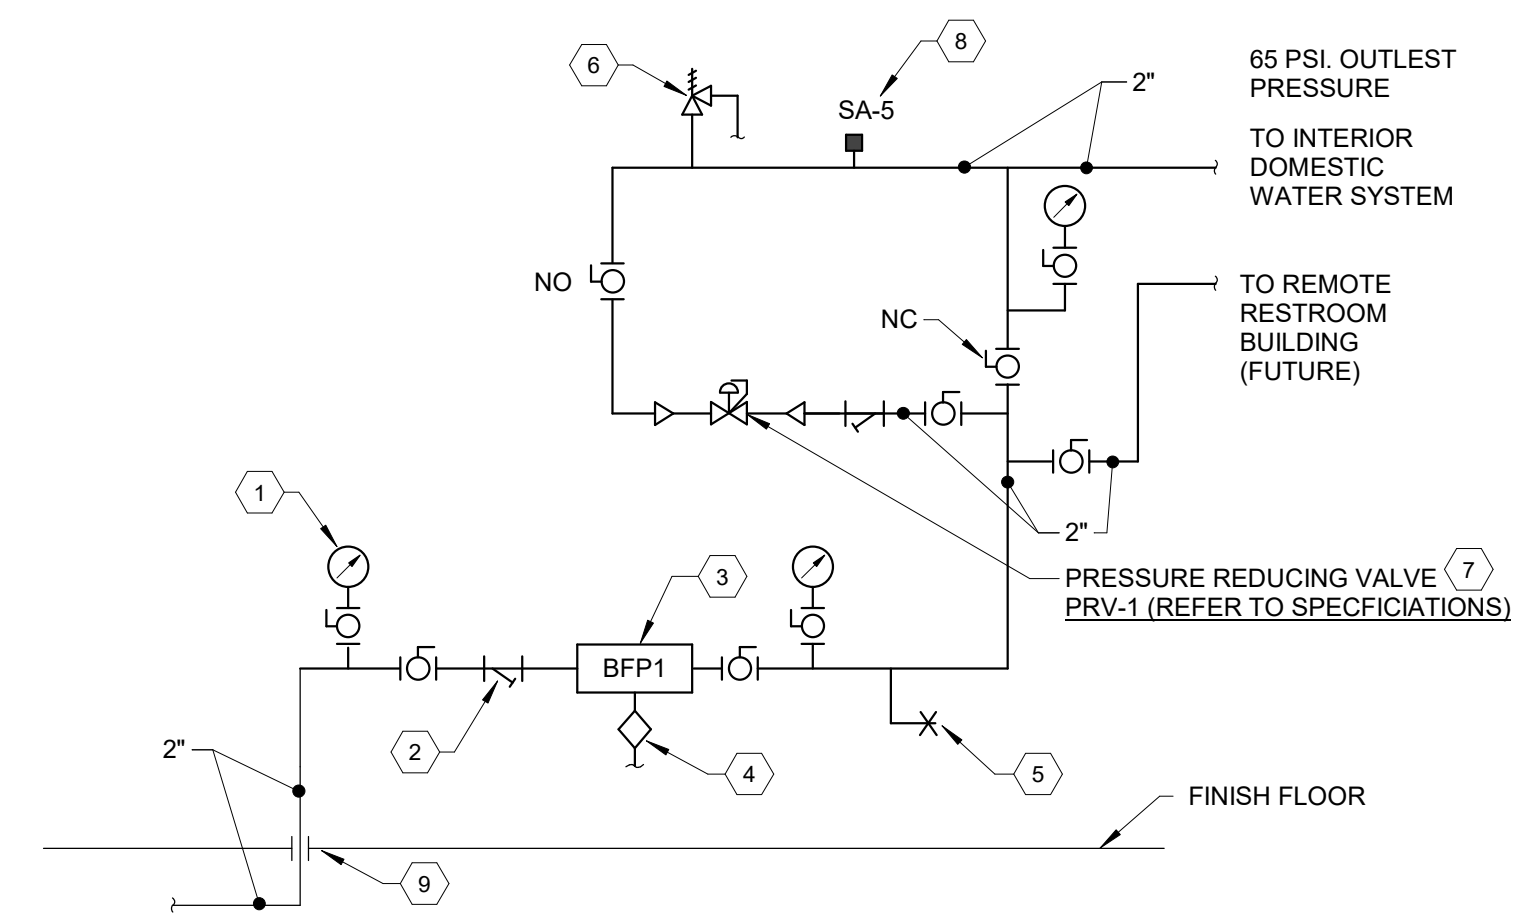 6
8
SA-5
2"
65 PSI. OUTLEST
PRESSURE
TO INTERIOR
DOMESTIC
WATER SYSTEM
NO
NC
TO REMOTE
RESTROOM
BUILDING
(FUTURE)
1
2"
3
PRESSURE REDUCING VALVE
7
PRV-1 (REFER TO SPECFICIATIONS)
BFP1
2"
2
4
5
FINISH FLOOR
9